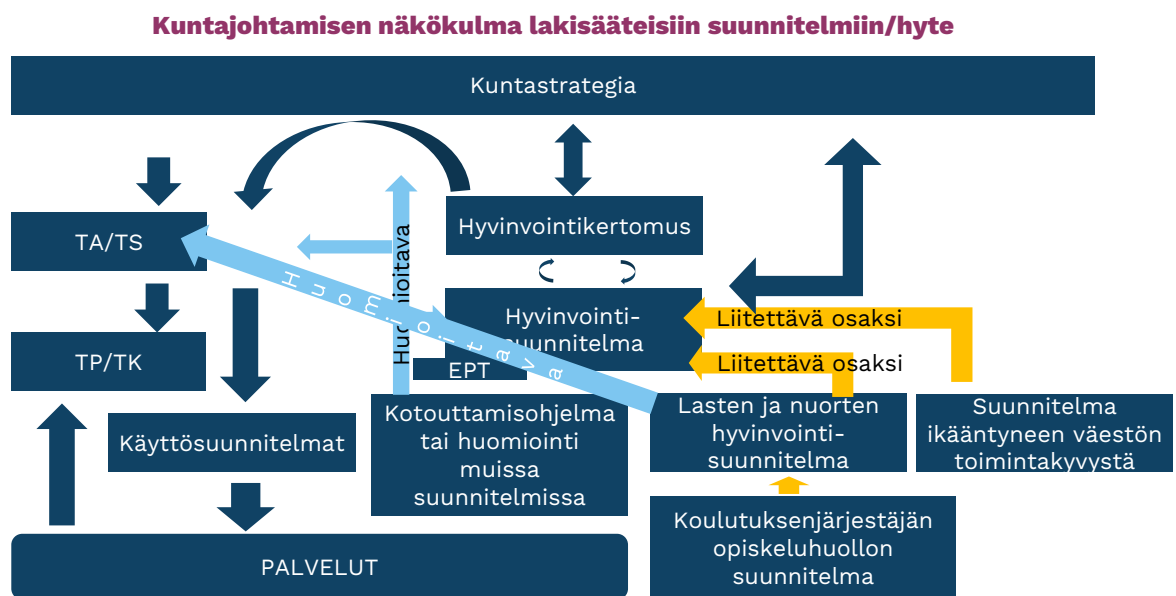 Kuntajohtamisen näkökulma lakisääteisiin suunnitelmiin/hyte
Kuntastrategia
TA/TS
Hyvinvointikertomus
Huomioitava
Huomioitava
Hyvinvointi-
suunnitelma
Liitettävä osaksi
Liitettävä osaksi
TP/TK
EPT
Käyttösuunnitelmat
Kotouttamisohjelma
tai huomiointi
muissa
suunnitelmissa
Lasten ja nuorten
hyvinvointi-
suunnitelma
Suunnitelma
ikääntyneen väestön
toimintakyvystä
PALVELUT
Koulutuksenjärjestäjän
opiskeluhuollon
suunnitelma